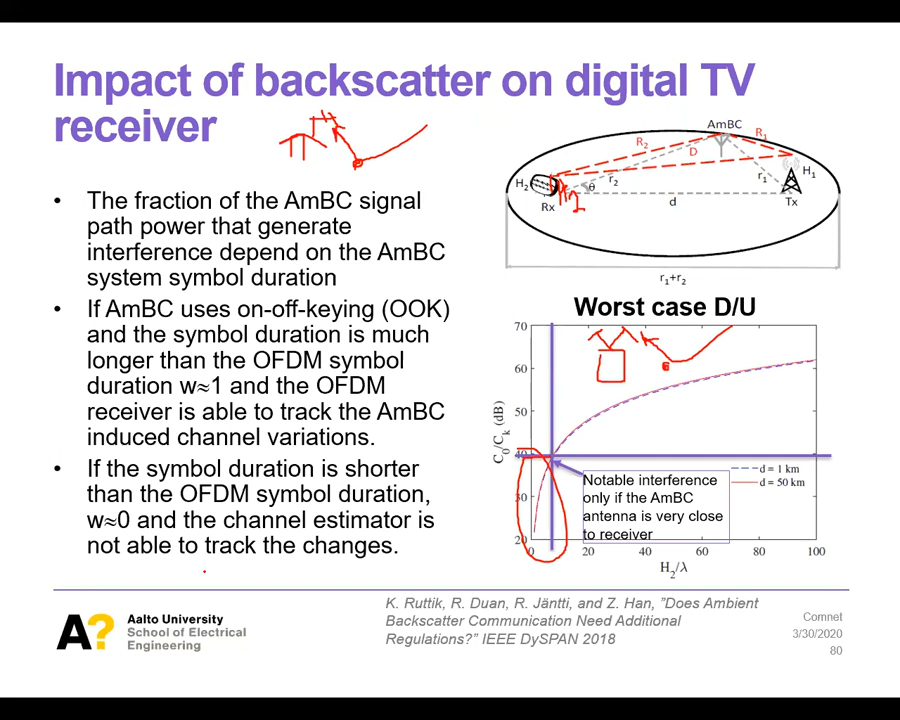 Impact of backscatter on digital TV
receiver
• The fraction of the AmBC signal
path power that generate
interference depend on the AmBC
system symbol duration
• If AmBC uses on-off-keying (OOK)
and the symbol duration is much
longer than the OFDM symbol
duration w≈1 and the OFDM
receiver is able to track the AmBC
induced channel variations.
• If the symbol duration is shorter
than the OFDM symbol duration,
w≈0 and the channel estimator is
not able to track the changes.
AmBC
R₂
R₁
D
H₂
H₁
θ
r₂
r₁
Rx
d
Tx
r₁+r₂
Worst case D/U
70
60
50
40
30
20
C₀/Cₖ (dB)
0
20
40
60
80
100
H₂/λ
d = 1 km
d = 50 km
Notable interference
only if the AmBC
antenna is very close
to receiver
A?
Aalto University
School of Electrical
Engineering
K. Ruttik, R. Duan, R. Jäntti, and Z. Han, ”Does Ambient
Backscatter Communication Need Additional
Regulations?” IEEE DySPAN 2018
Comnet
3/30/2020
80